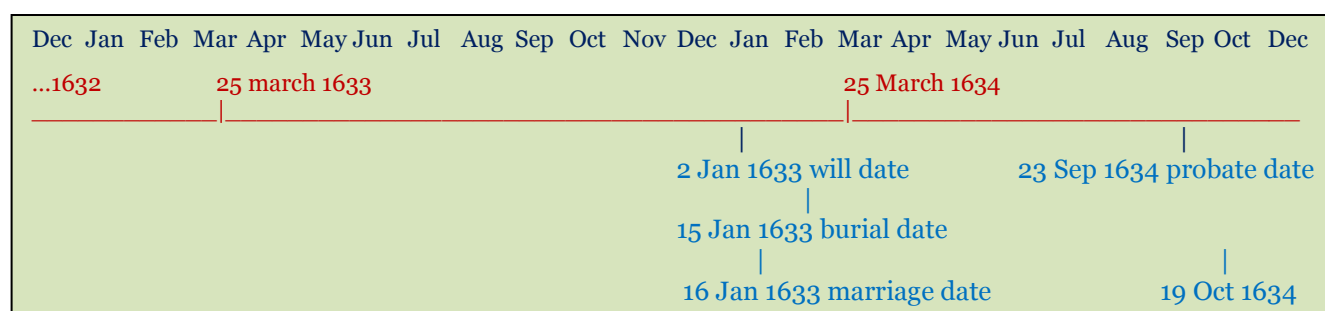 Dec Jan Feb Mar Apr May Jun Jul Aug Sep Oct Nov Dec Jan Feb Mar Apr May Jun Jul Aug Sep Oct Dec
...1632 25 march 1633 25 March 1634
2 Jan 1633 will date 23 Sep 1634 probate date
15 Jan 1633 burial date
16 Jan 1633 marriage date 19 Oct 1634